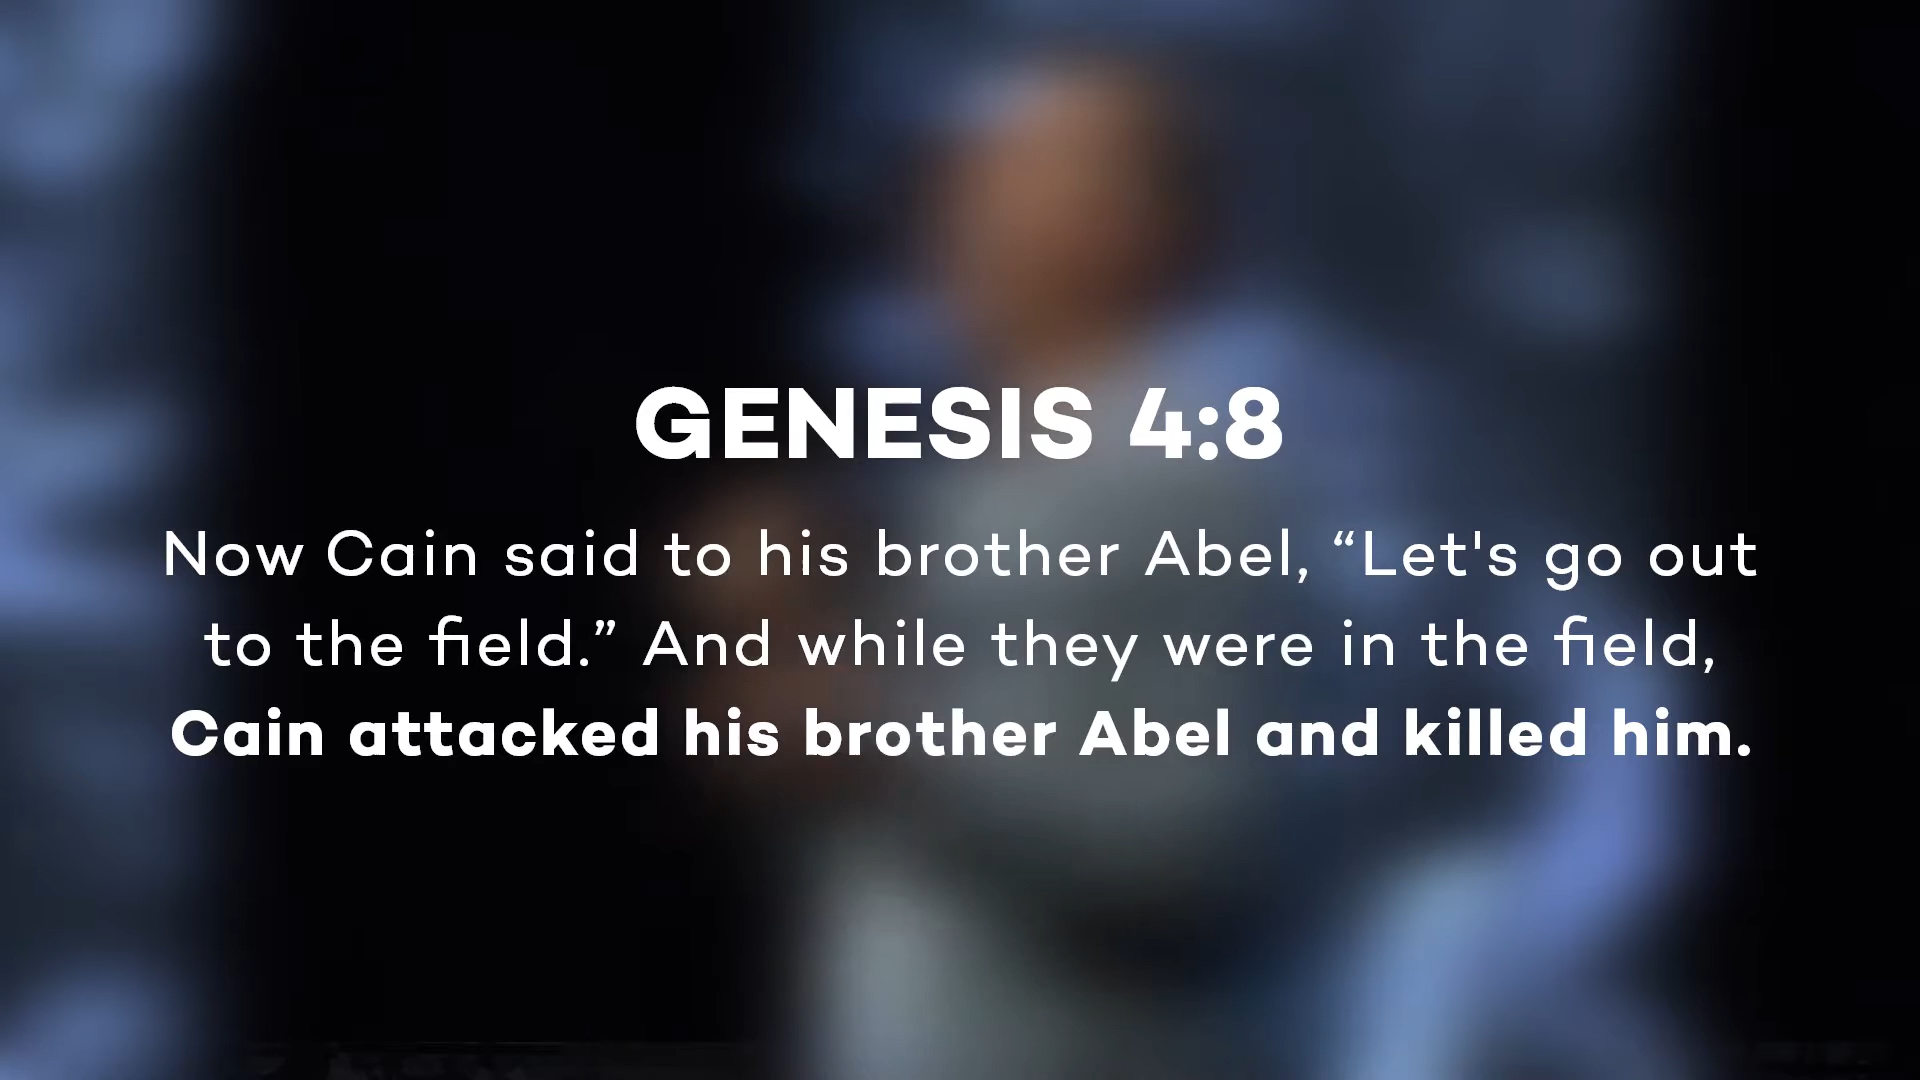 GENESIS 4:8
Now Cain said to his brother Abel, “Let's go out
to the field.” And while they were in the field,
Cain attacked his brother Abel and killed him.